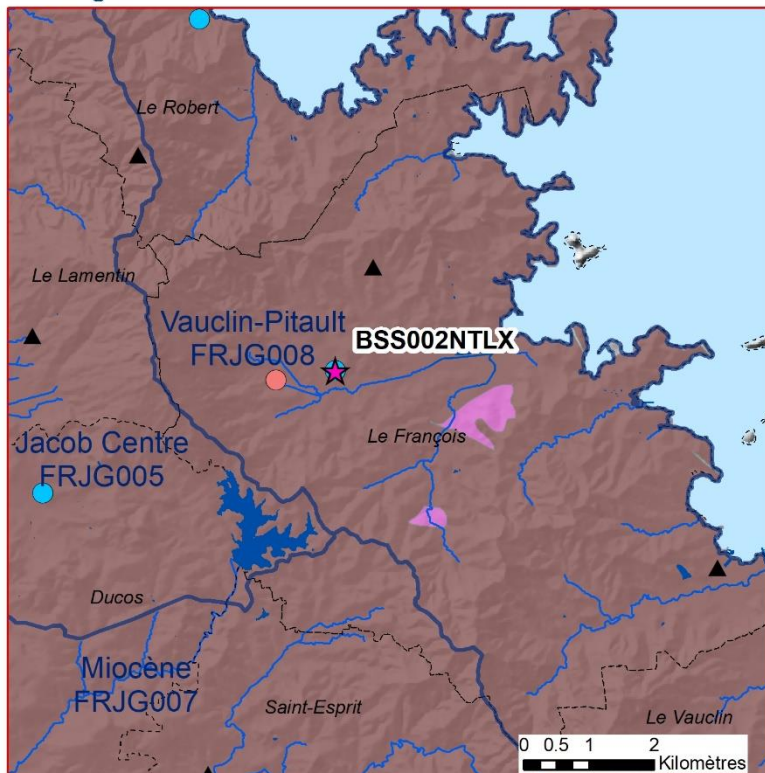 Le Robert
Le Lamentin
Vauclin-Pitault
FRJG008
BSS002NTLX
Le François
Jacob Centre
FRJG005
Ducos
Miocène
FRJG007
Saint-Esprit
Le Vauclin
0 0.5 1 2
Kilomètres